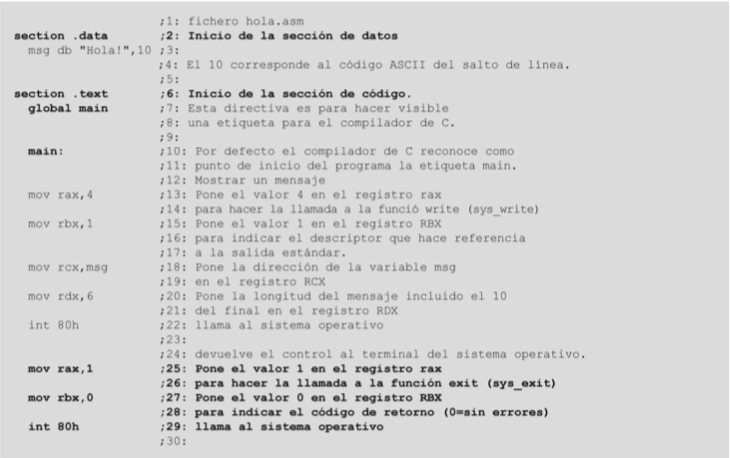 ;1: fichero hola.asm
section .data ;2: Inicio de la sección de datos
msg db "Hola!",10 ;3:
;4: El 10 corresponde al código ASCII del salto de línea.
;5:
section .text ;6: Inicio de la sección de código.
global main ;7: Esta directiva es para hacer visible
;8: una etiqueta para el compilador de C.
;9:
main: ;10: Por defecto el compilador de C reconoce como
;11: punto de inicio del programa la etiqueta main.
;12: Mostrar un mensaje
mov rax,4 ;13: Pone el valor 4 en el registro rax
;14: para hacer la llamada a la funció write (sys_write)
mov rbx,1 ;15: Pone el valor 1 en el registro RBX
;16: para indicar el descriptor que hace referencia
;17: a la salida estándar.
mov rcx,msg ;18: Pone la dirección de la variable msg
;19: en el registro RCX
mov rdx,6 ;20: Pone la longitud del mensaje incluido el 10
;21: del final en el registro RDX
int 80h ;22: llama al sistema operativo
;23:
;24: devuelve el control al terminal del sistema operativo.
mov rax,1 ;25: Pone el valor 1 en el registro rax
;26: para hacer la llamada a la función exit (sys_exit)
mov rbx,0 ;27: Pone el valor 0 en el registro RBX
;28: para indicar el código de retorno (0=sin errores)
int 80h ;29: llama al sistema operativo
;30: